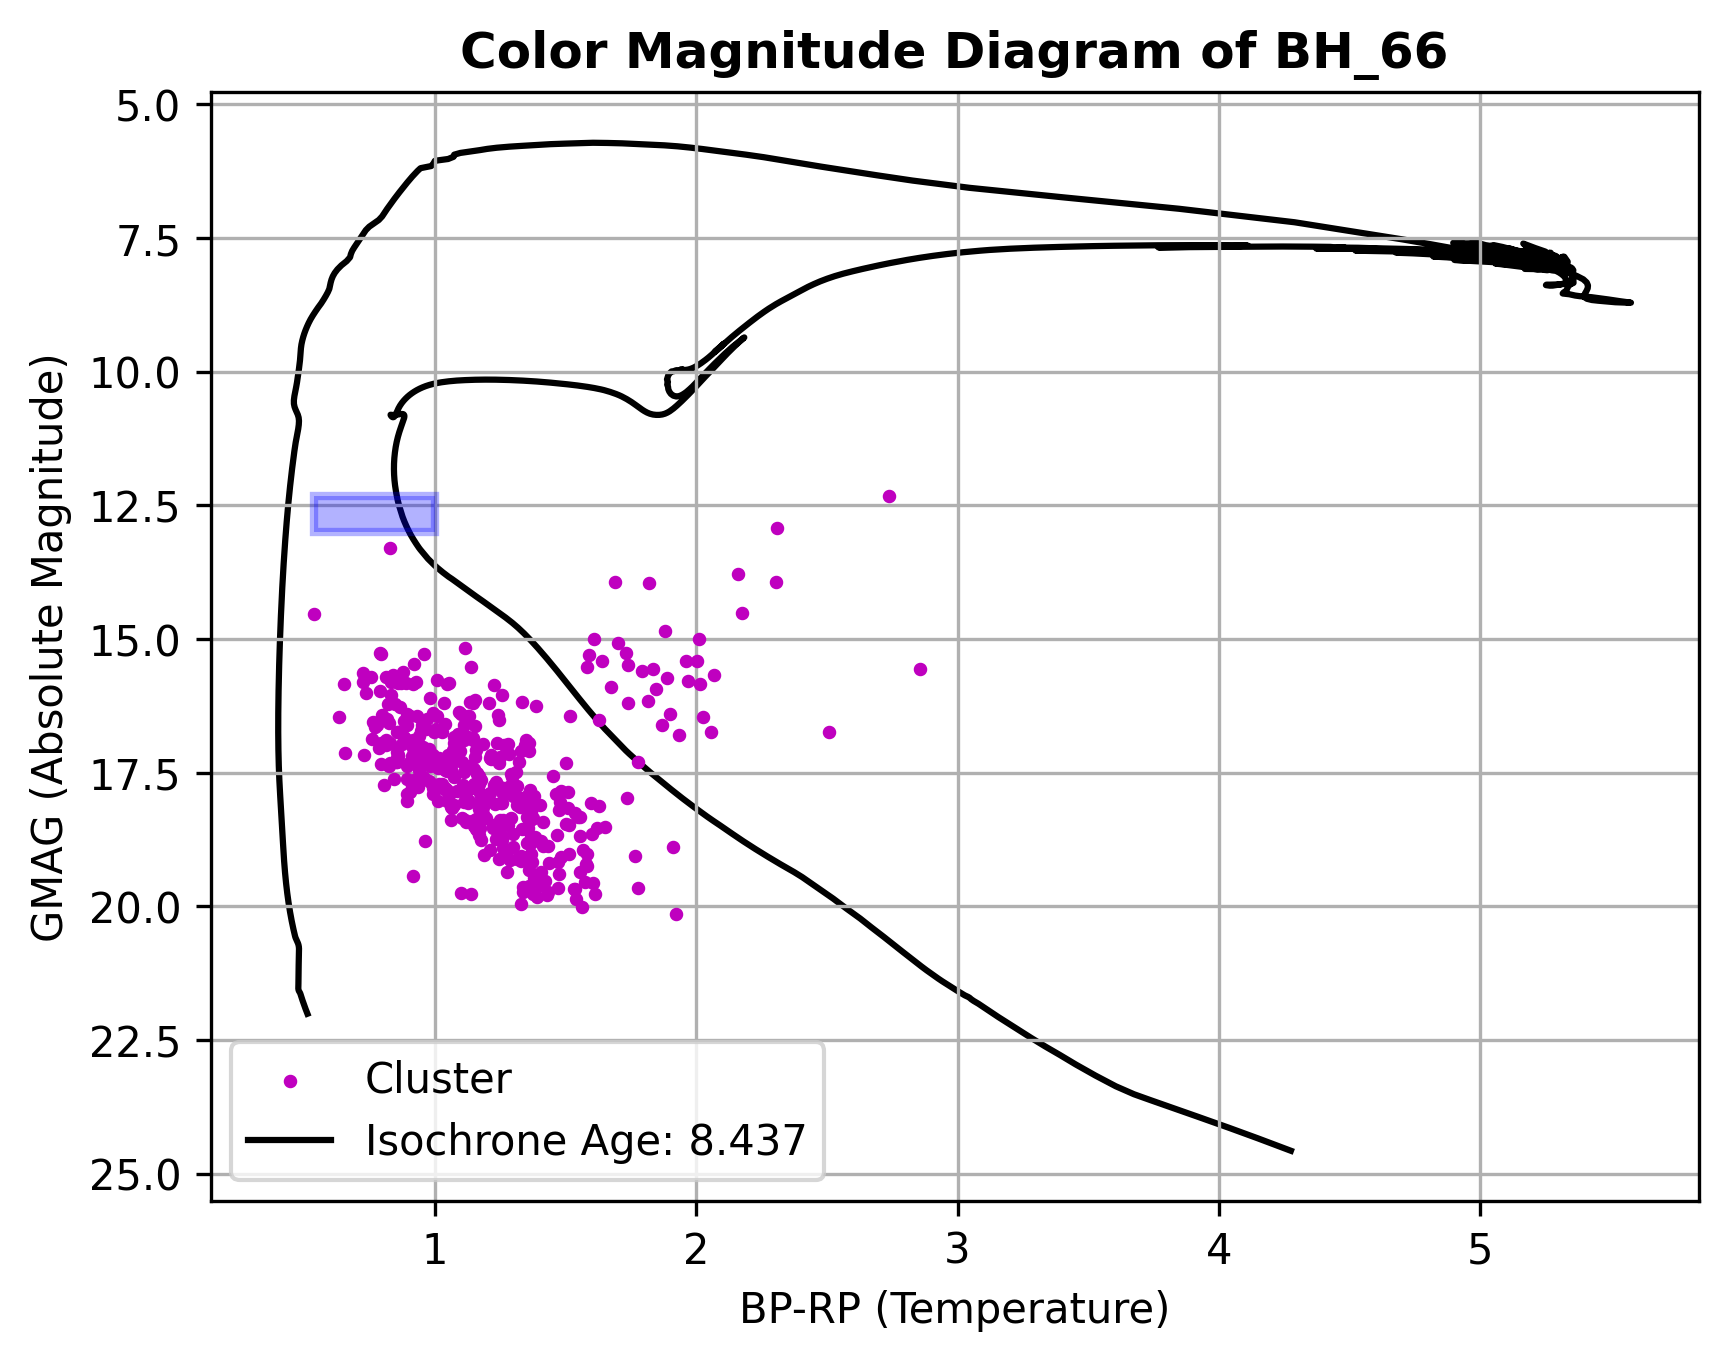 Color Magnitude Diagram of BH_66
GMAG (Absolute Magnitude)
5.0
7.5
10.0
12.5
15.0
17.5
20.0
22.5
25.0
Cluster
Isochrone Age: 8.437
1 2 3 4 5
BP-RP (Temperature)